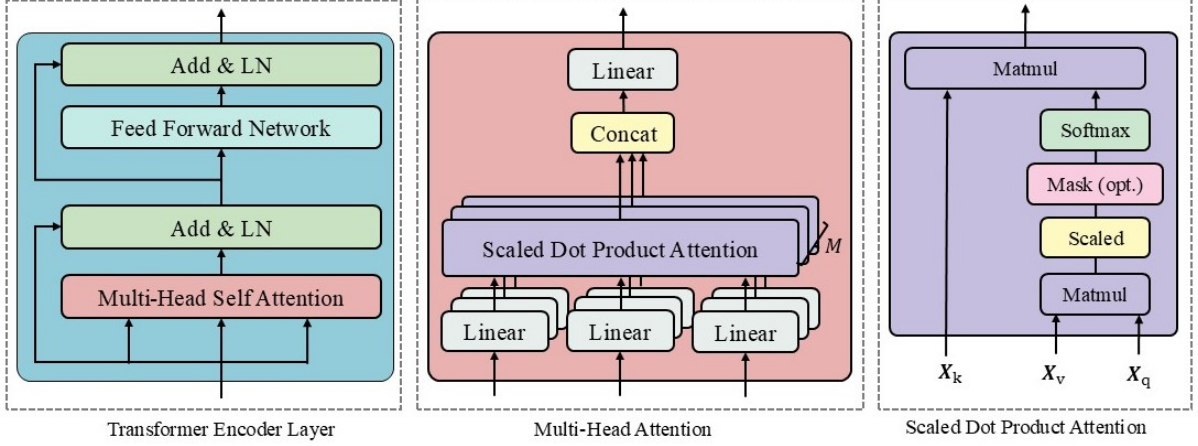 Add & LN
Feed Forward Network
Add & LN
Multi-Head Self Attention
Transformer Encoder Layer
Linear
Concat
Scaled Dot Product Attention
M
Linear Linear Linear
Multi-Head Attention
Matmul
Softmax
Mask (opt.)
Scaled
Matmul
Xk Xv Xq
Scaled Dot Product Attention